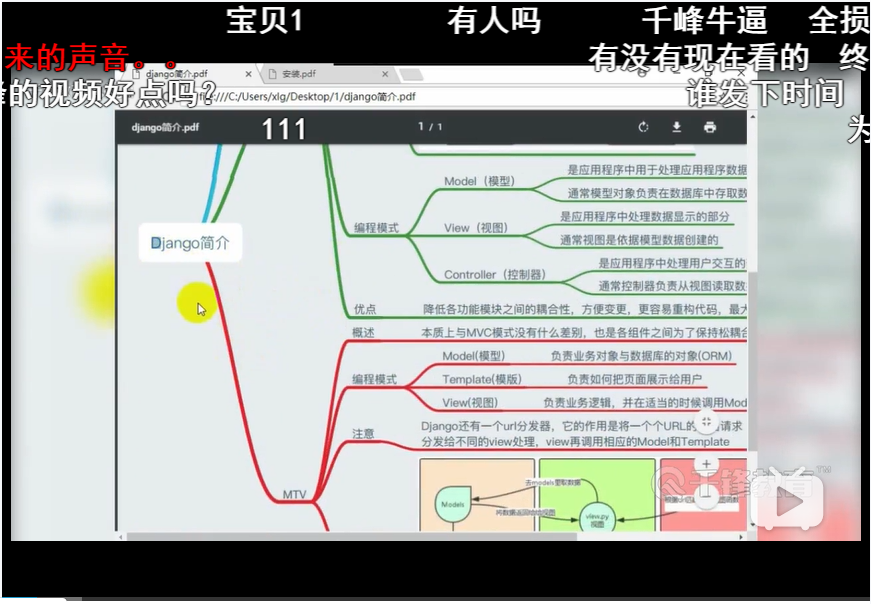 宝贝1
有人吗
千峰牛逼
全损
来的声音。。
有没有现在看的
终
django简介.pdf
安装.pdf
锋的视频好点吗?
谁发下时间
///C:/Users/xlg/Desktop/1/django简介.pdf
为
django简介.pdf
111
1 / 1
是应用程序中用于处理应用程序数据
Model（模型）
通常模型对象负责在数据库中存取数
是应用程序中处理数据显示的部分
编程模式
View（视图）
Django简介
通常视图是依据模型数据创建的
是应用程序中处理用户交互的
Controller（控制器）
通常控制器负责从视图读取数
优点
降低各功能模块之间的耦合性，方便变更，更容易重构代码，最大
概述
本质上与MVC模式没有什么差别，也是各组件之间为了保持松耦合
Model(模型)
负责业务对象与数据库的对象(ORM)
编程模式
Template(模版)
负责如何把页面展示给用户
View(视图)
负责业务逻辑，并在适当的时候调用Mod
Django还有一个url分发器，它的作用是将一个个URL的 请求
注意
分发给不同的view处理，view再调用相应的Model和Template
MTV
去models里取数据
千锋教育
TM
Models
将数据返回给视图
view.py
视图